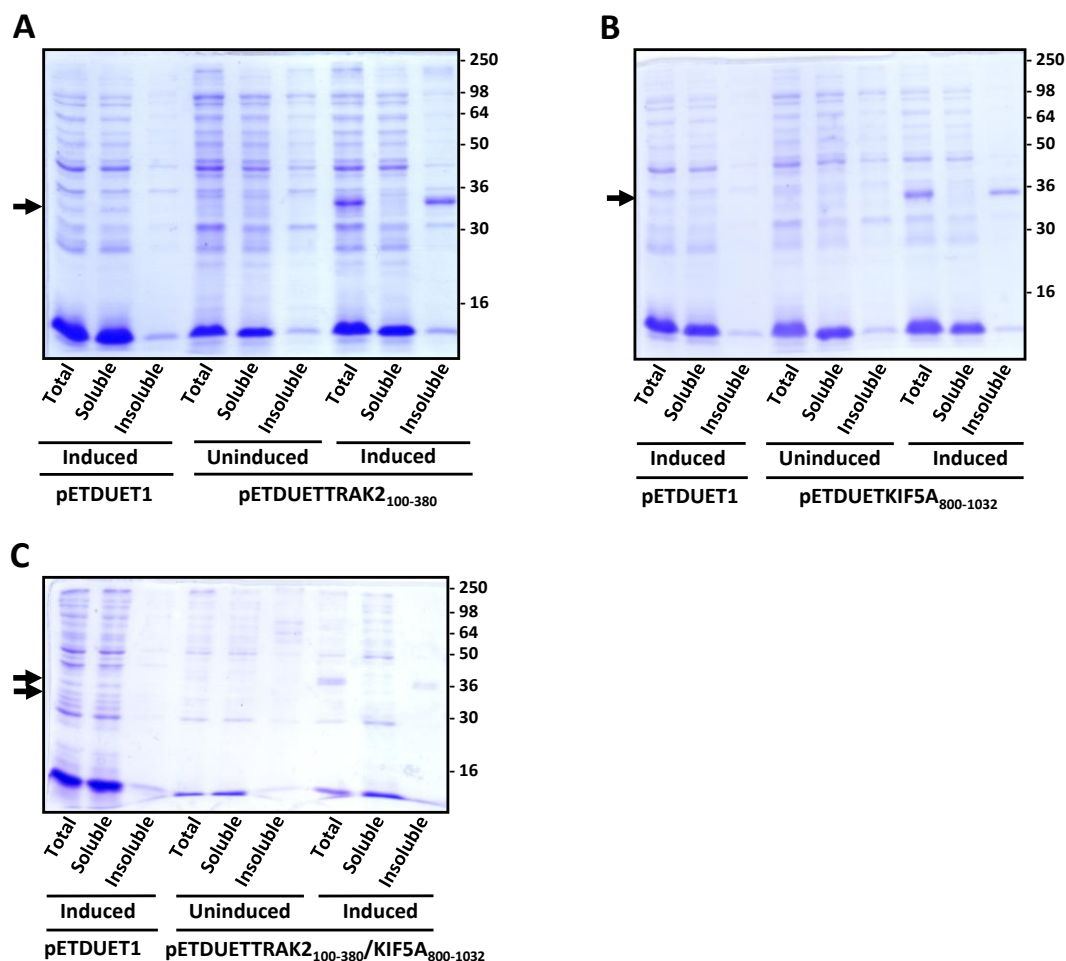 A
- 250
- 98
- 64
- 50
- 36
- 30
- 16
Total
Soluble
Insoluble
Total
Soluble
Insoluble
Total
Soluble
Insoluble
Induced
Uninduced
Induced
pETDUET1
pETDUETTRAK2100-380
B
- 250
- 98
- 64
- 50
- 36
- 30
- 16
Total
Soluble
Insoluble
Total
Soluble
Insoluble
Total
Soluble
Insoluble
Induced
Uninduced
Induced
pETDUET1
pETDUETKIF5A800-1032
C
- 250
- 98
- 64
- 50
- 36
- 30
- 16
Total
Soluble
Insoluble
Total
Soluble
Insoluble
Total
Soluble
Insoluble
Induced
Uninduced
Induced
pETDUET1
pETDUETTRAK2100-380/KIF5A800-1032